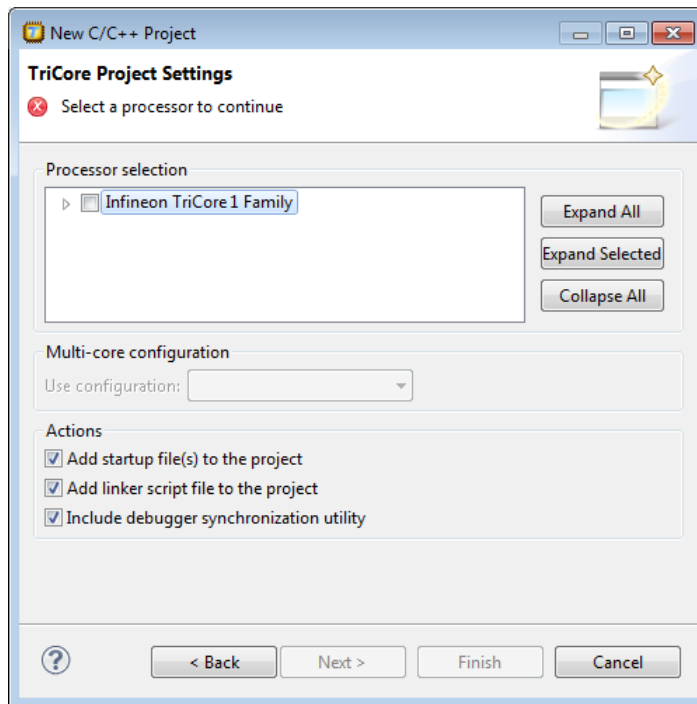 New C/C++ Project
TriCore Project Settings
Select a processor to continue
Processor selection
Infineon TriCore 1 Family
Expand All
Expand Selected
Collapse All
Multi-core configuration
Use configuration:
Actions
Add startup file(s) to the project
Add linker script file to the project
Include debugger synchronization utility
?
< Back
Next >
Finish
Cancel